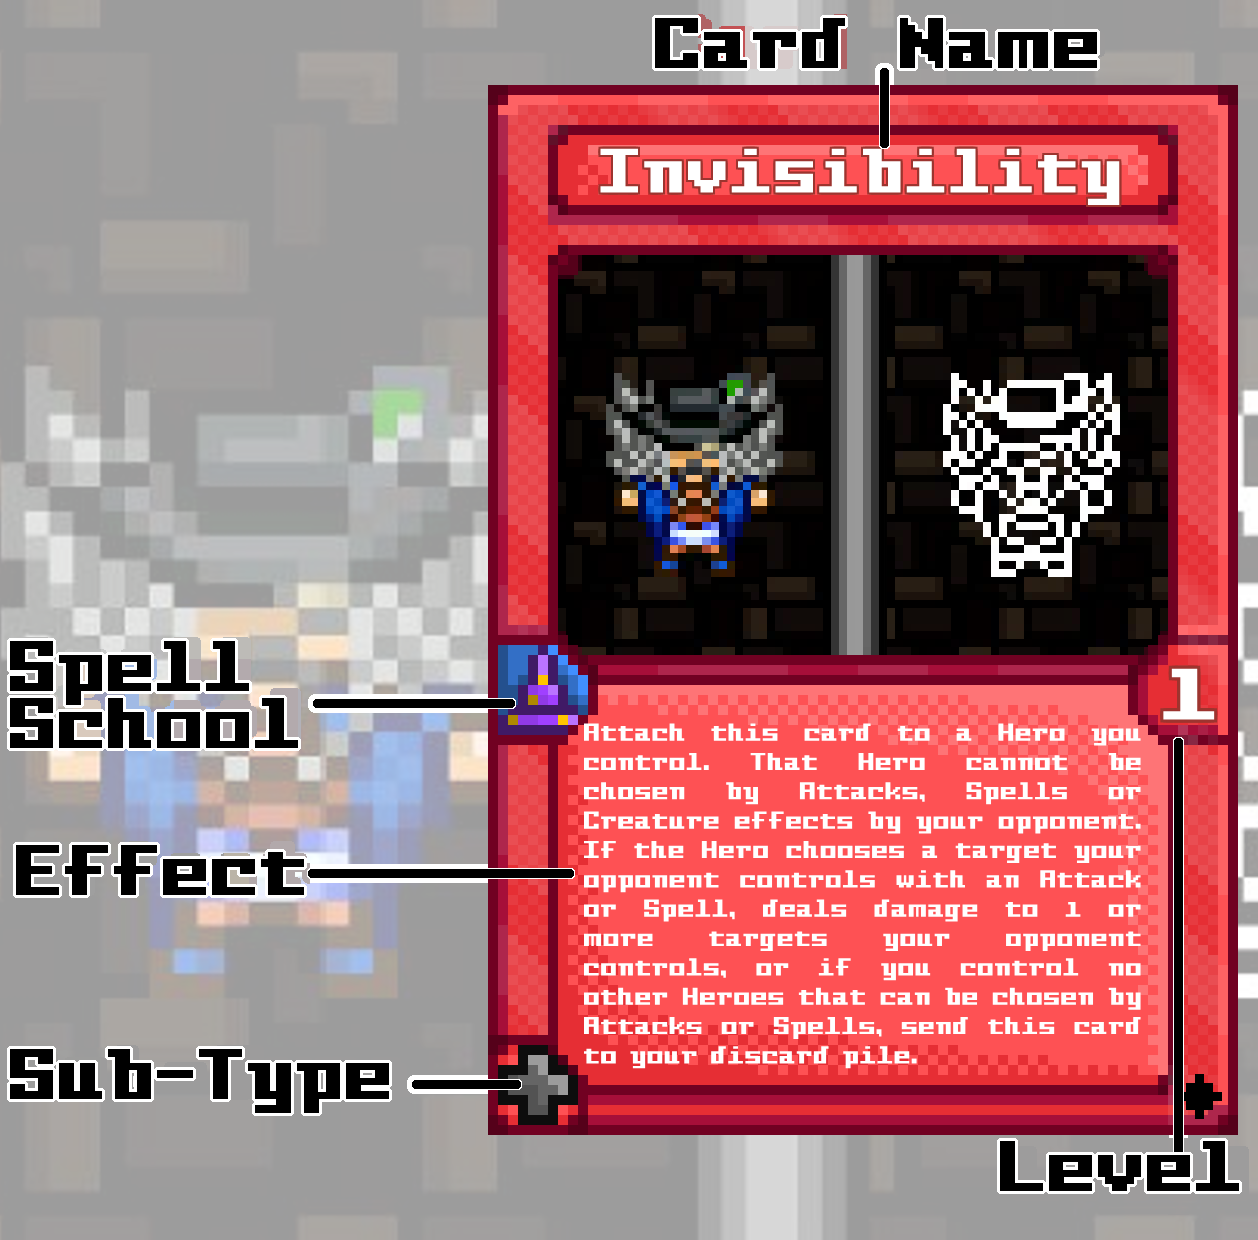 Card Name
Invisibility
Spell
School
1
Attach this card to a Hero you
control. That Hero cannot be
chosen by Attacks, Spells or
Creature effects by your opponent.
If the Hero chooses a target your
opponent controls with an Attack
or Spell, deals damage to 1 or
more targets your opponent
controls, or if you control no
other Heroes that can be chosen by
Attacks or Spells, send this card
to your discard pile.
Effect
Sub-Type
Level